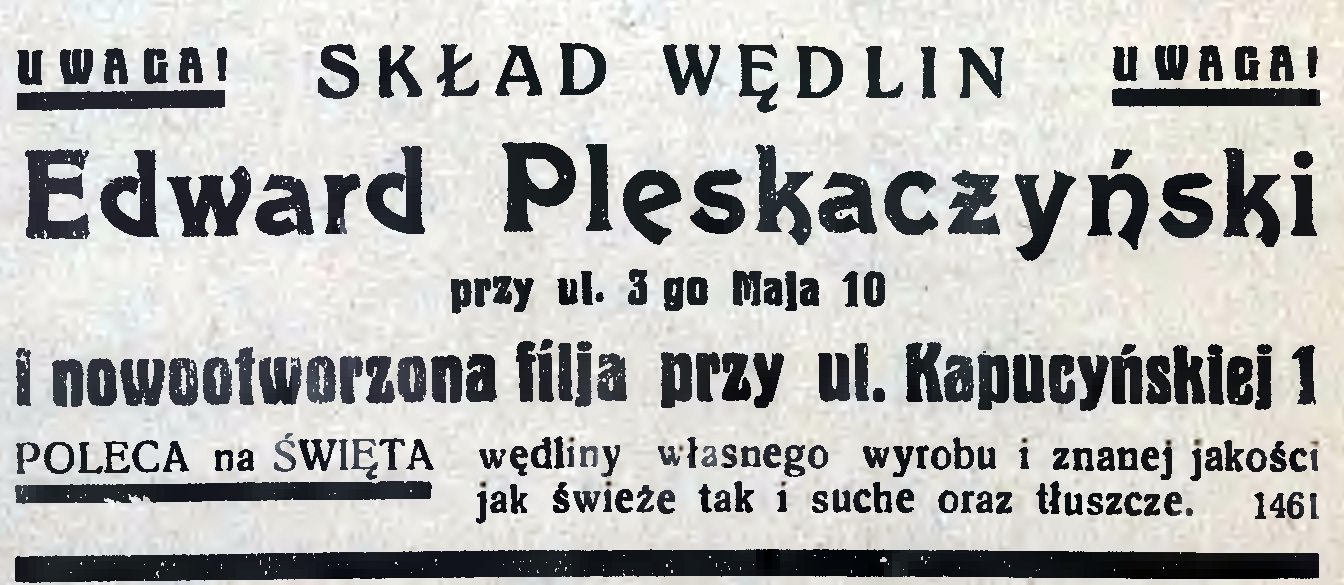 UWAGA! SKŁAD WĘDLIN UWAGA!
Edward Pleskaczyński
przy ul. 3 go Maja 10
i nowootworzona filja przy ul. Kapucyńskiej 1
POLECA na ŚWIĘTA wędliny własnego wyrobu i znanej jakości
jak świeże tak i suche oraz tłuszcze. 1461